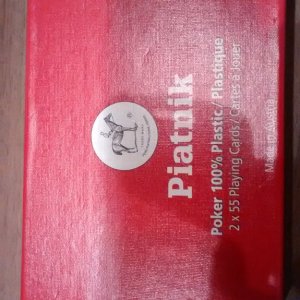 Piatnik
Poker 100% Plastic / Plastique
2 x 55 Playing Cards / Cartes à Jouer
Made in Austria